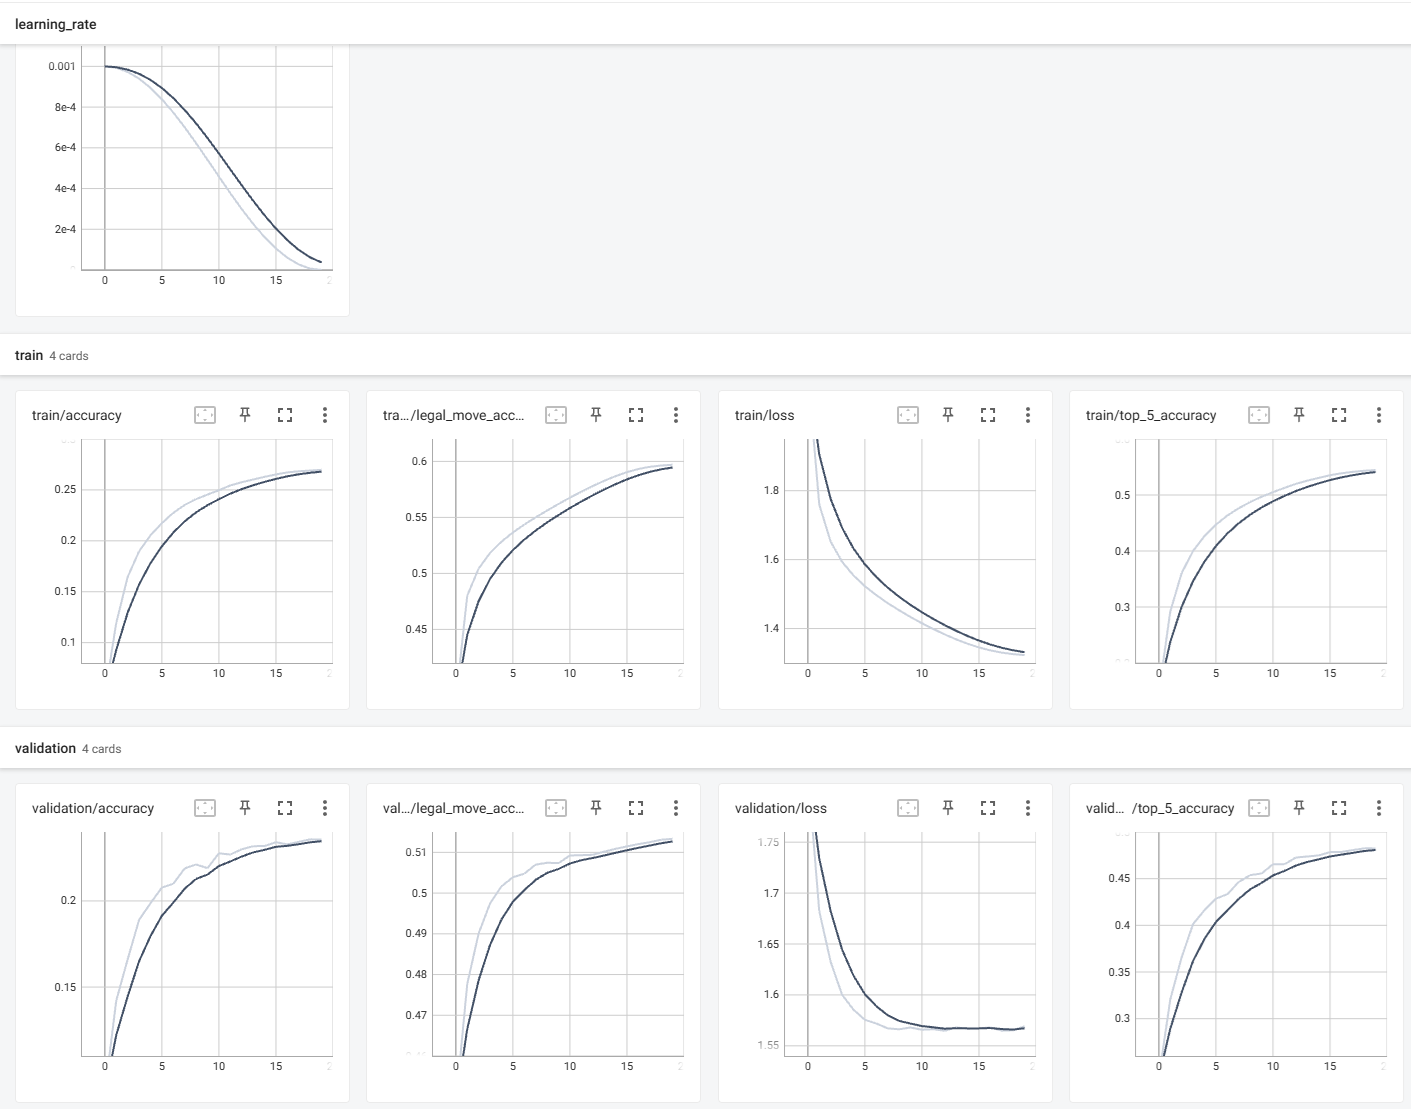 learning_rate
0.001
8e-4
6e-4
4e-4
2e-4
0 5 10 15
train 4 cards
train/accuracy tra.../legal_move_acc... train/loss train/top_5_accuracy
0.25
0.2
0.15
0.1
0 5 10 15
0.6
0.55
0.5
0.45
0 5 10 15
1.8
1.6
1.4
0 5 10 15
0.5
0.4
0.3
0 5 10 15
validation 4 cards
validation/accuracy val.../legal_move_acc... validation/loss valid... /top_5_accuracy
0.2
0.15
0 5 10 15
0.51
0.5
0.49
0.48
0.47
0 5 10 15
1.75
1.7
1.65
1.6
1.55
0 5 10 15
0.45
0.4
0.35
0.3
0 5 10 15